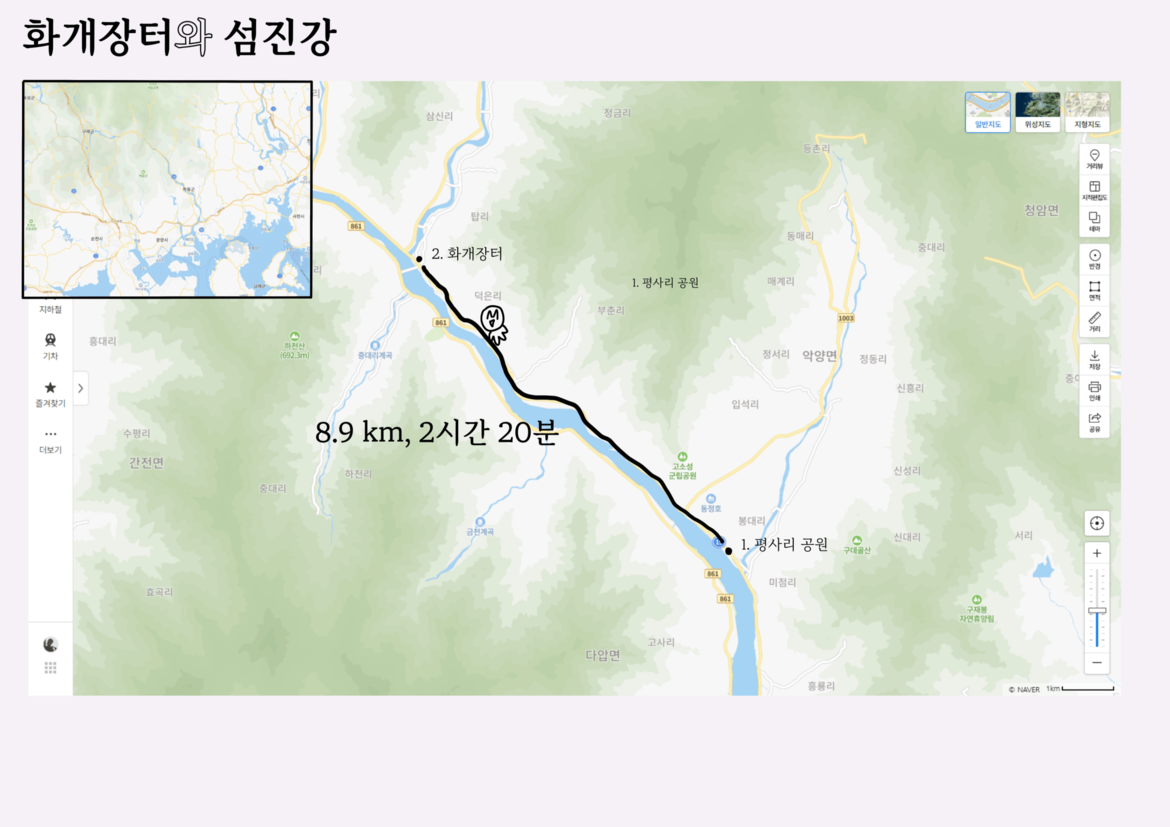 화개장터와 섬진강
삼신리
정금리
등촌리
일반지도
위성지도
지형지도
거리뷰
지적편집도
테마
반경
면적
거리
저장
인쇄
공유
탑리
861
2. 화개장터
1. 평사리 공원
동매리
청암면
중대리
매계리
덕은리
부춘리
861
1003
지하철
기차
즐겨찾기
더보기
흥대리
하천산
(692.3m)
중대리계곡
정서리
악양면
정동리
신흥리
입석리
8.9 km, 2시간 20분
수평리
간전면
중대리
하천리
고소성
군립공원
신성리
동정호
봉대리
금천계곡
1. 평사리 공원
구대골산
신대리
서리
861
미점리
861
효곡리
구재봉
자연휴양림
고사리
다압면
흥룡리
© NAVER 1km